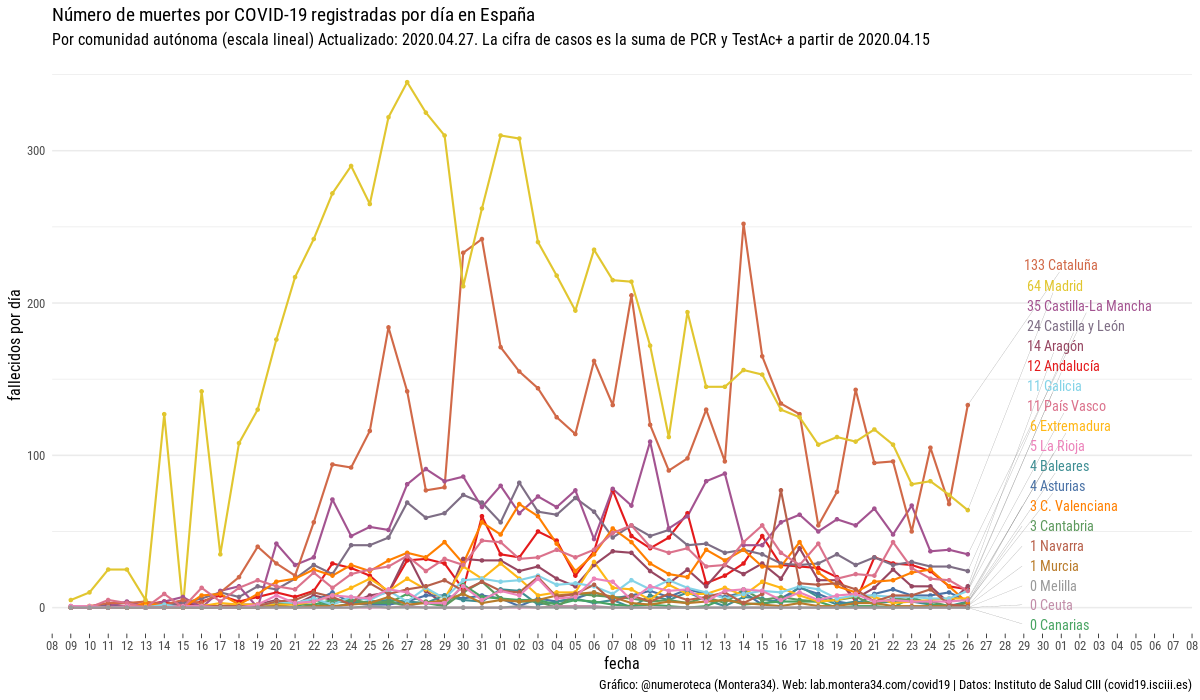 Número de muertes por COVID-19 registradas por día en España
Por comunidad autónoma (escala lineal) Actualizado: 2020.04.27. La cifra de casos es la suma de PCR y TestAc+ a partir de 2020.04.15
fallecidos por día
300
200
100
0
133 Cataluña
64 Madrid
35 Castilla-La Mancha
24 Castilla y León
14 Aragón
12 Andalucía
11 Galicia
11 País Vasco
6 Extremadura
5 La Rioja
4 Baleares
4 Asturias
3 C. Valenciana
3 Cantabria
1 Navarra
1 Murcia
0 Melilla
0 Ceuta
0 Canarias
08 09 10 11 12 13 14 15 16 17 18 19 20 21 22 23 24 25 26 27 28 29 30 31 01 02 03 04 05 06 07 08 09 10 11 12 13 14 15 16 17 18 19 20 21 22 23 24 25 26 27 28 29 30 01 02 03 04 05 06 07 08
fecha
Gráfico: @numeroteca (Montera34). Web: lab.montera34.com/covid19 | Datos: Instituto de Salud CIII (covid19.isciii.es)